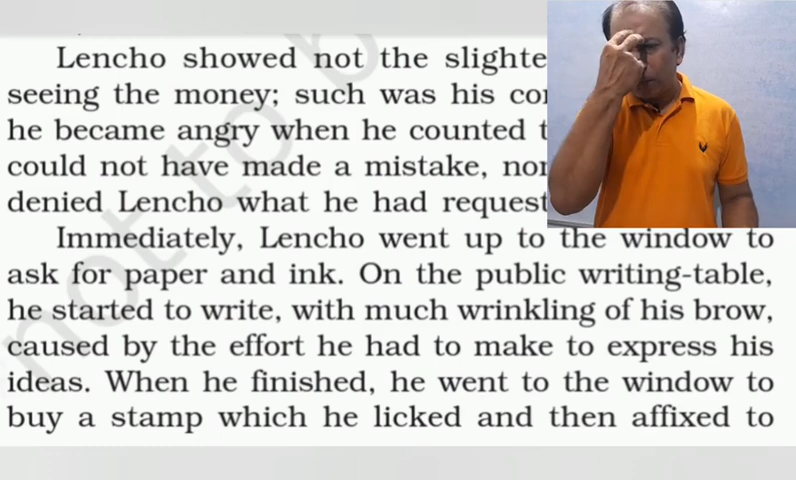 Lencho showed not the
seeing the money; such was his
he became angry when he counted
could not have made a mistake,
denied Lencho what he had
Immediately, Lencho went up to the window to
ask for paper and ink. On the public writing-table,
he started to write, with much wrinkling of his brow,
caused by the effort he had to make to express his
ideas. When he finished, he went to the window to
buy a stamp which he licked and then affixed to